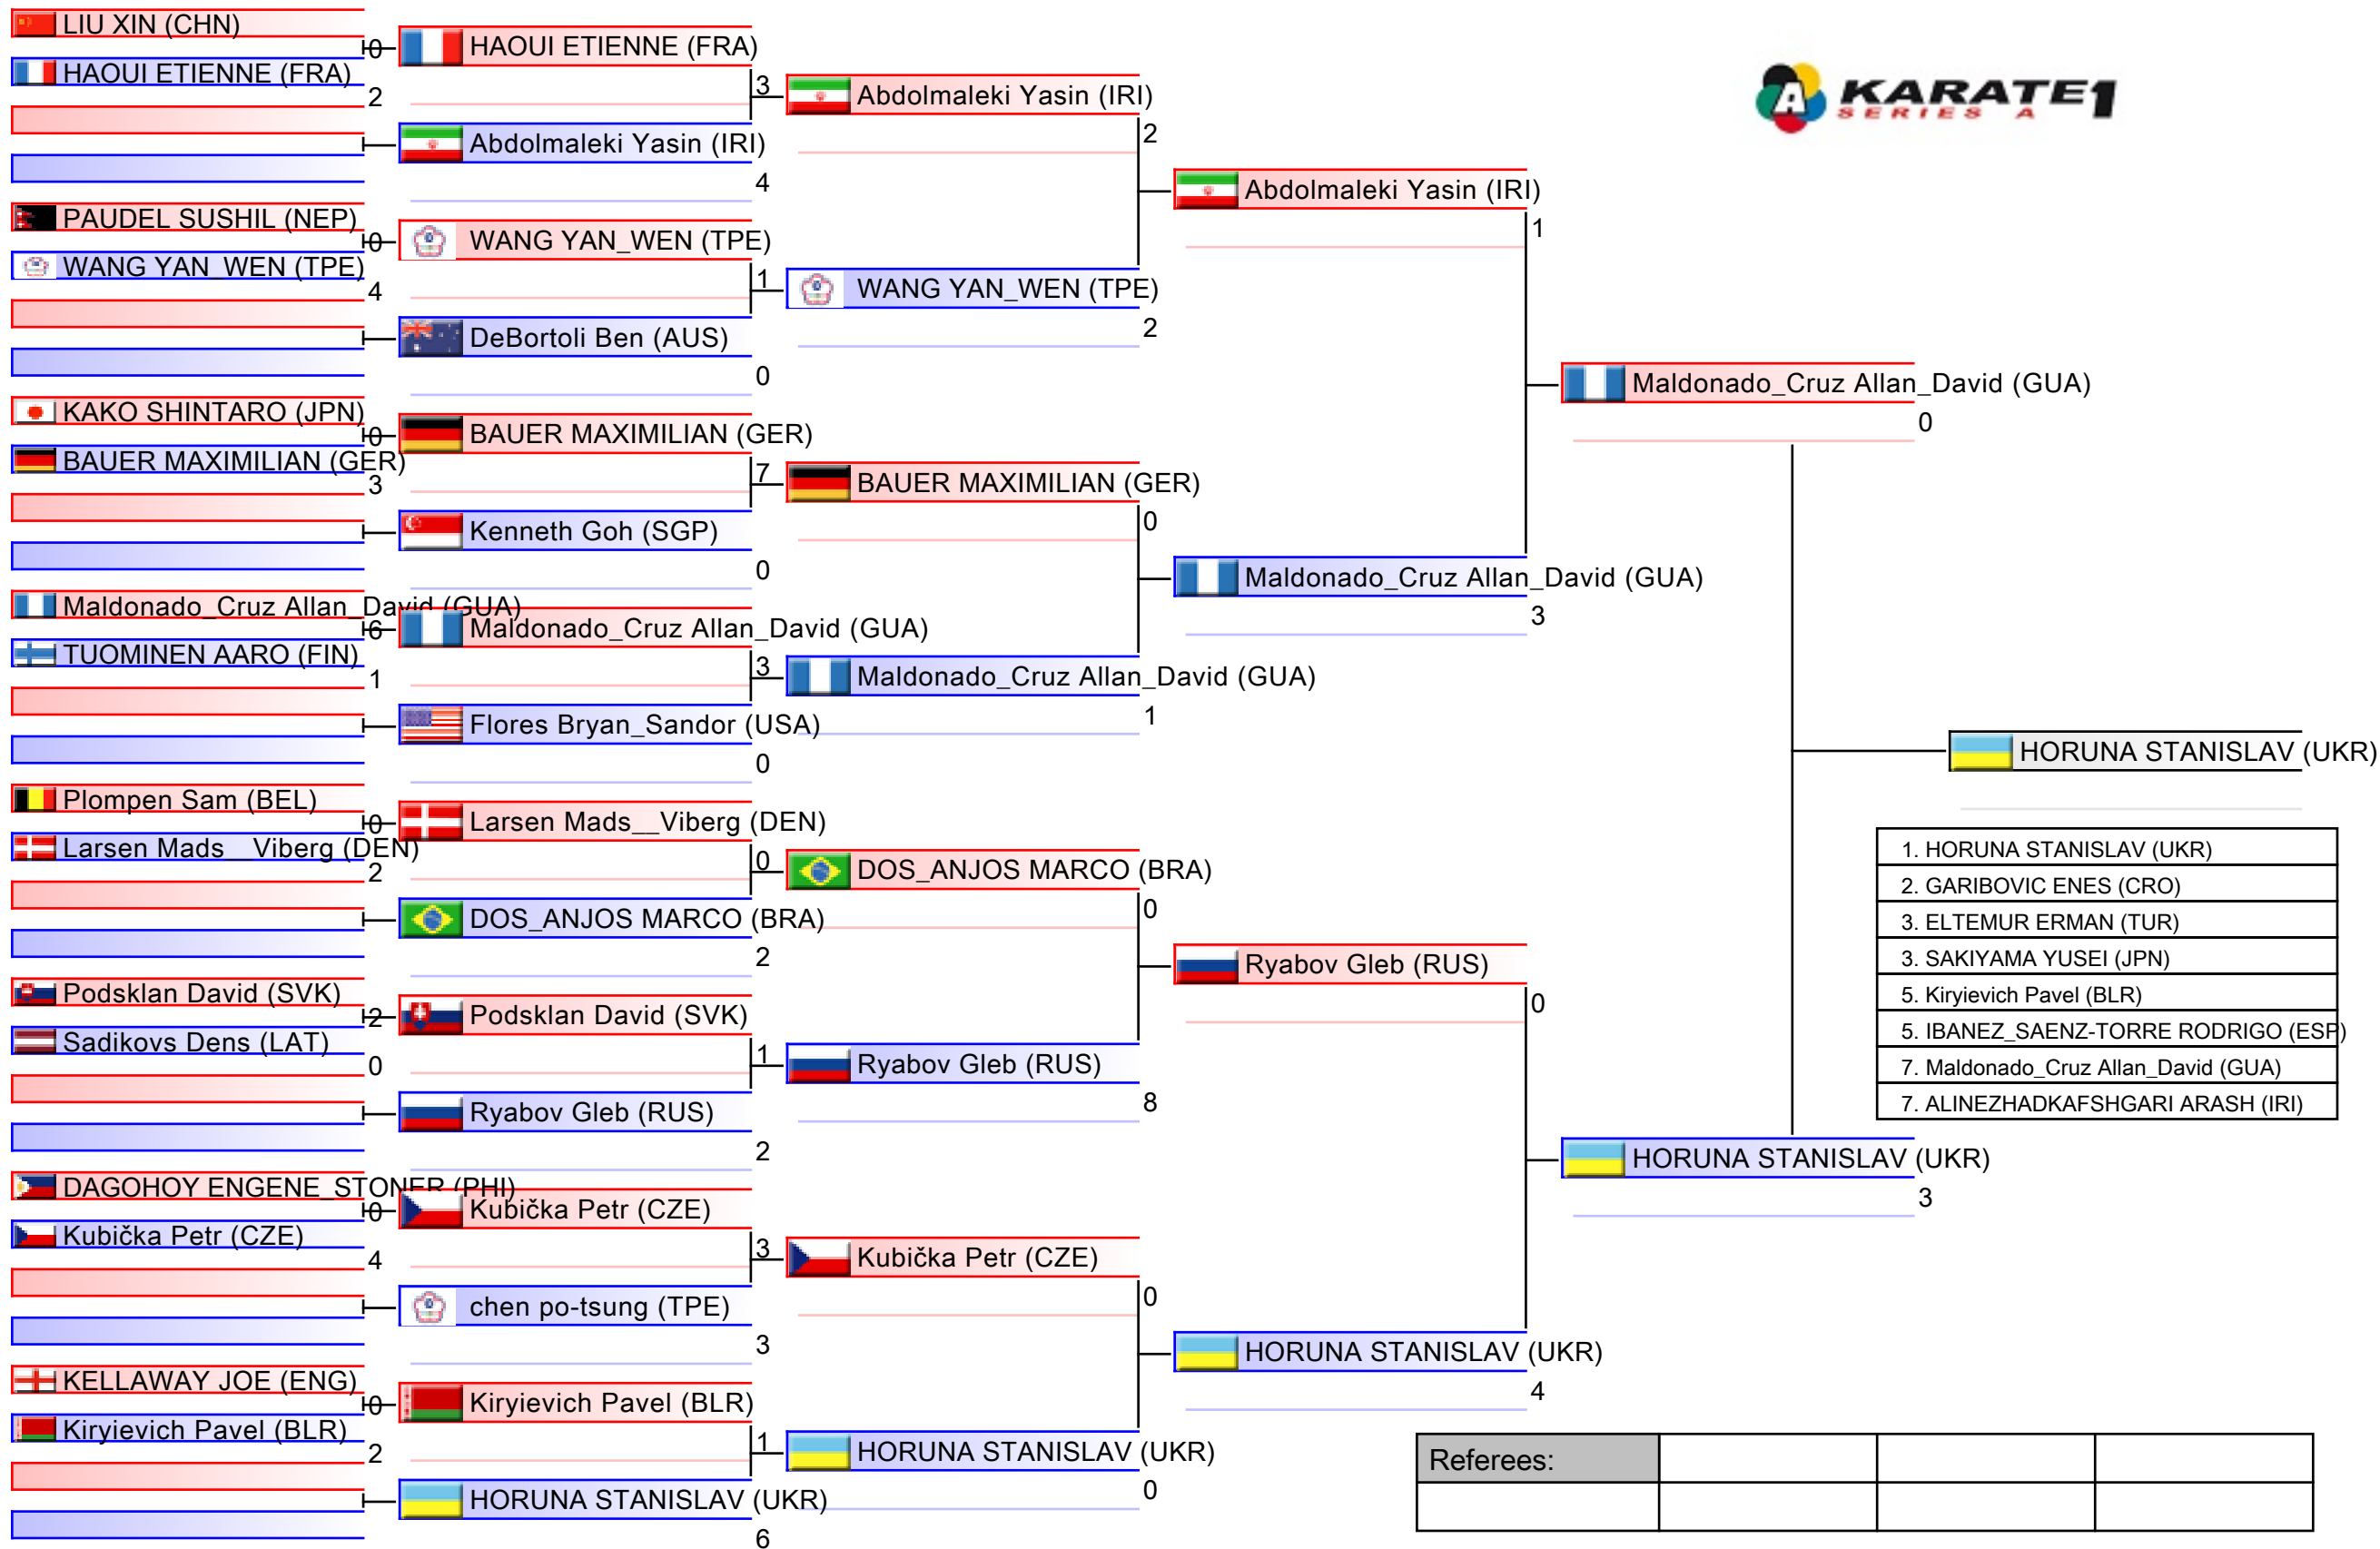 LIU XIN (CHN)
0
HAOUI ETIENNE (FRA)
2
PAUDEL SUSHIL (NEP)
0
WANG YAN_WEN (TPE)
4
KAKO SHINTARO (JPN)
0
BAUER MAXIMILIAN (GER)
3
Maldonado_Cruz Allan_David (GUA)
6
TUOMINEN AARO (FIN)
1
Plompen Sam (BEL)
0
Larsen Mads__Viberg (DEN)
2
Podsklan David (SVK)
2
Sadikovs Dens (LAT)
0
DAGOHOY ENGENE_STONER (PHI)
0
Kubička Petr (CZE)
4
KELLAWAY JOE (ENG)
0
Kiryievich Pavel (BLR)
2
HAOUI ETIENNE (FRA)
3
Abdolmaleki Yasin (IRI)
4
WANG YAN_WEN (TPE)
1
DeBortoli Ben (AUS)
0
BAUER MAXIMILIAN (GER)
7
Kenneth Goh (SGP)
0
Maldonado_Cruz Allan_David (GUA)
3
Flores Bryan_Sandor (USA)
0
Larsen Mads__Viberg (DEN)
0
DOS_ANJOS MARCO (BRA)
2
Podsklan David (SVK)
1
Ryabov Gleb (RUS)
2
Kubička Petr (CZE)
3
chen po-tsung (TPE)
3
Kiryievich Pavel (BLR)
1
HORUNA STANISLAV (UKR)
6
Abdolmaleki Yasin (IRI)
2
WANG YAN_WEN (TPE)
2
BAUER MAXIMILIAN (GER)
0
Maldonado_Cruz Allan_David (GUA)
1
DOS_ANJOS MARCO (BRA)
0
Ryabov Gleb (RUS)
8
Kubička Petr (CZE)
0
HORUNA STANISLAV (UKR)
0
Abdolmaleki Yasin (IRI)
1
Maldonado_Cruz Allan_David (GUA)
3
Ryabov Gleb (RUS)
0
HORUNA STANISLAV (UKR)
4
Maldonado_Cruz Allan_David (GUA)
0
HORUNA STANISLAV (UKR)
3
HORUNA STANISLAV (UKR)
A KARATE1
SERIES A
1. HORUNA STANISLAV (UKR)
2. GARIBOVIC ENES (CRO)
3. ELTEMUR ERMAN (TUR)
3. SAKIYAMA YUSEI (JPN)
5. Kiryievich Pavel (BLR)
5. IBANEZ_SAENZ-TORRE RODRIGO (ESP)
7. Maldonado_Cruz Allan_David (GUA)
7. ALINEZHADKAFSHGARI ARASH (IRI)
Referees: